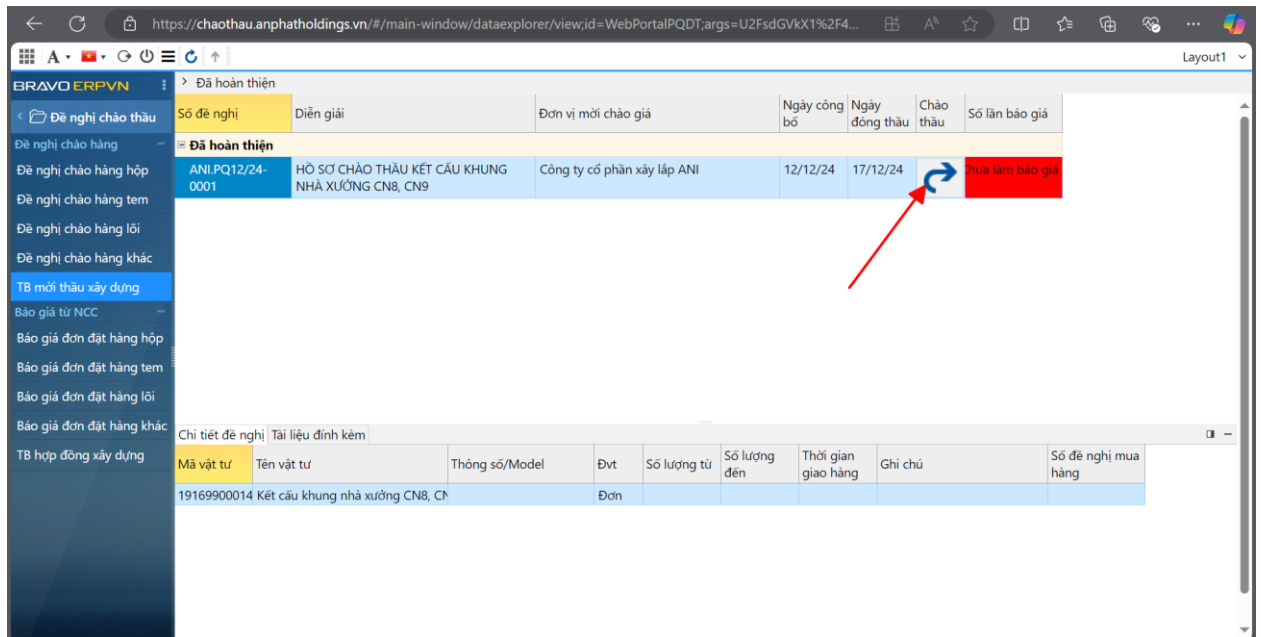 https://chaothau.anphatholdings.vn/#/main-window/dataexplorer/view;id=WebPortalPQDT;args=U2FsdGVkX1%2F4...
A
Layout1
BRAVO ERPVN
Đã hoàn thiện
Đề nghị chào thầu
Số đề nghị
Diễn giải
Đơn vị mời chào giá
Ngày công bố
Ngày đóng thầu
Chào thầu
Số lần báo giá
Đề nghị chào hàng
Đã hoàn thiện
Đề nghị chào hàng hộp
ANI.PQ12/24-
0001
HỒ SƠ CHÀO THẦU KẾT CẤU KHUNG
NHÀ XƯỞNG CN8, CN9
Công ty cổ phần xây lắp ANI
12/12/24
17/12/24
hưa làm báo giá
Đề nghị chào hàng tem
Đề nghị chào hàng lõi
Đề nghị chào hàng khác
TB mời thầu xây dựng
Báo giá từ NCC
Báo giá đơn đặt hàng hộp
Báo giá đơn đặt hàng tem
Báo giá đơn đặt hàng lõi
Báo giá đơn đặt hàng khác
TB hợp đồng xây dựng
Chi tiết đề nghị
Tài liệu đính kèm
Mã vật tư
Tên vật tư
Thông số/Model
Đvt
Số lượng từ
Số lượng đến
Thời gian giao hàng
Ghi chú
Số đề nghị mua hàng
19169900014
Kết cấu khung nhà xưởng CN8, CN
Đơn